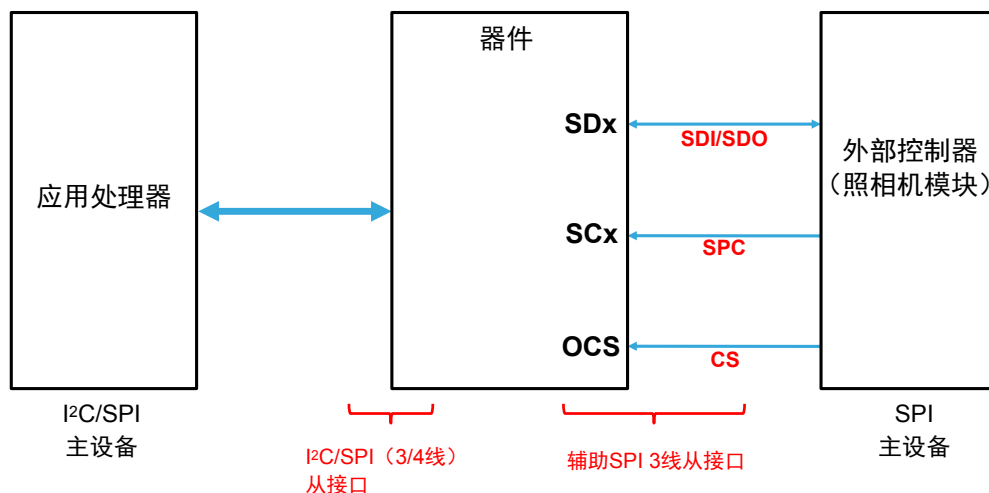 器件
应用处理器
SDx
SDI/SDO
外部控制器
（照相机模块）
SCx
SPC
OCS
CS
I²C/SPI
主设备
I²C/SPI（3/4线）
从接口
辅助SPI 3线从接口
SPI
主设备